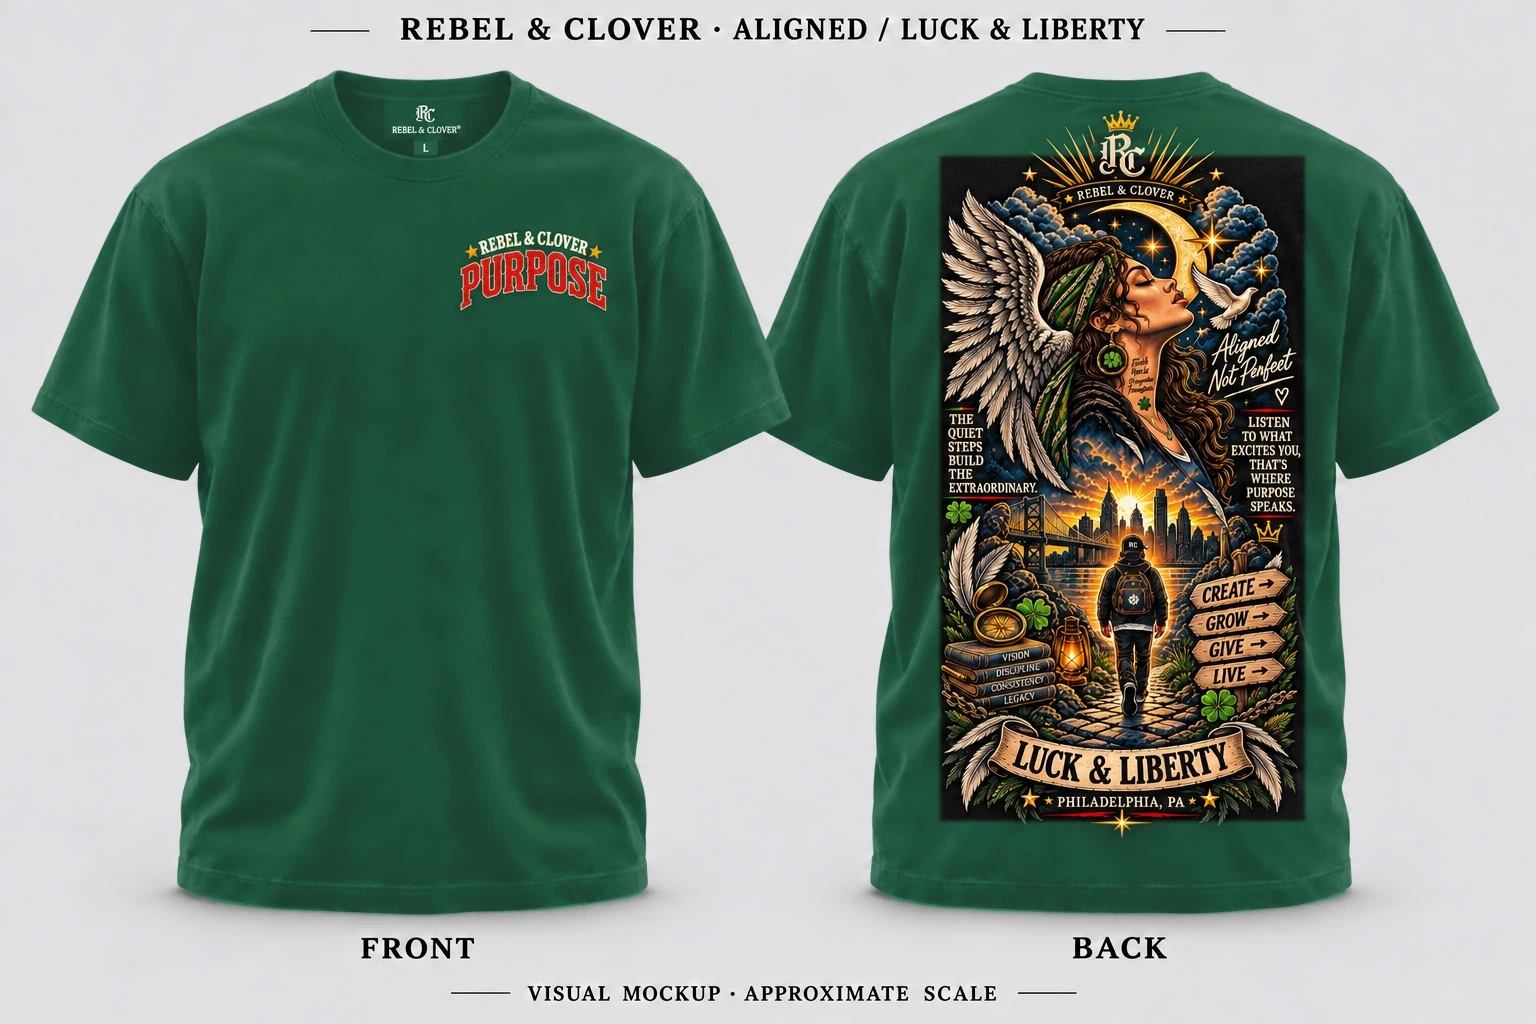 REBEL & CLOVER · ALIGNED / LUCK & LIBERTY
RC
REBEL & CLOVER®
L
REBEL & CLOVER
PURPOSE
RC
REBEL & CLOVER
Aligned
Not Perfect
THE
QUIET
STEPS
BUILD
THE
EXTRAORDINARY.
LISTEN
TO WHAT
EXCITES YOU,
THAT'S
WHERE
PURPOSE
SPEAKS.
RC
CREATE →
GROW →
GIVE →
LIVE →
VISION
DISCIPLINE
CONSISTENCY
LEGACY
LUCK & LIBERTY
PHILADELPHIA, PA
FRONT
BACK
VISUAL MOCKUP · APPROXIMATE SCALE